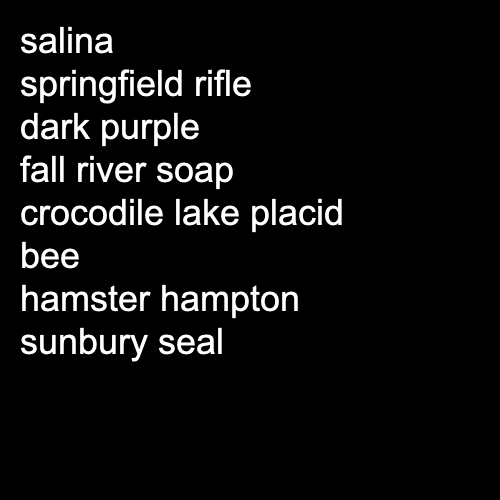 salina
springfield rifle
dark purple
fall river soap
crocodile lake placid
bee
hamster hampton
sunbury seal